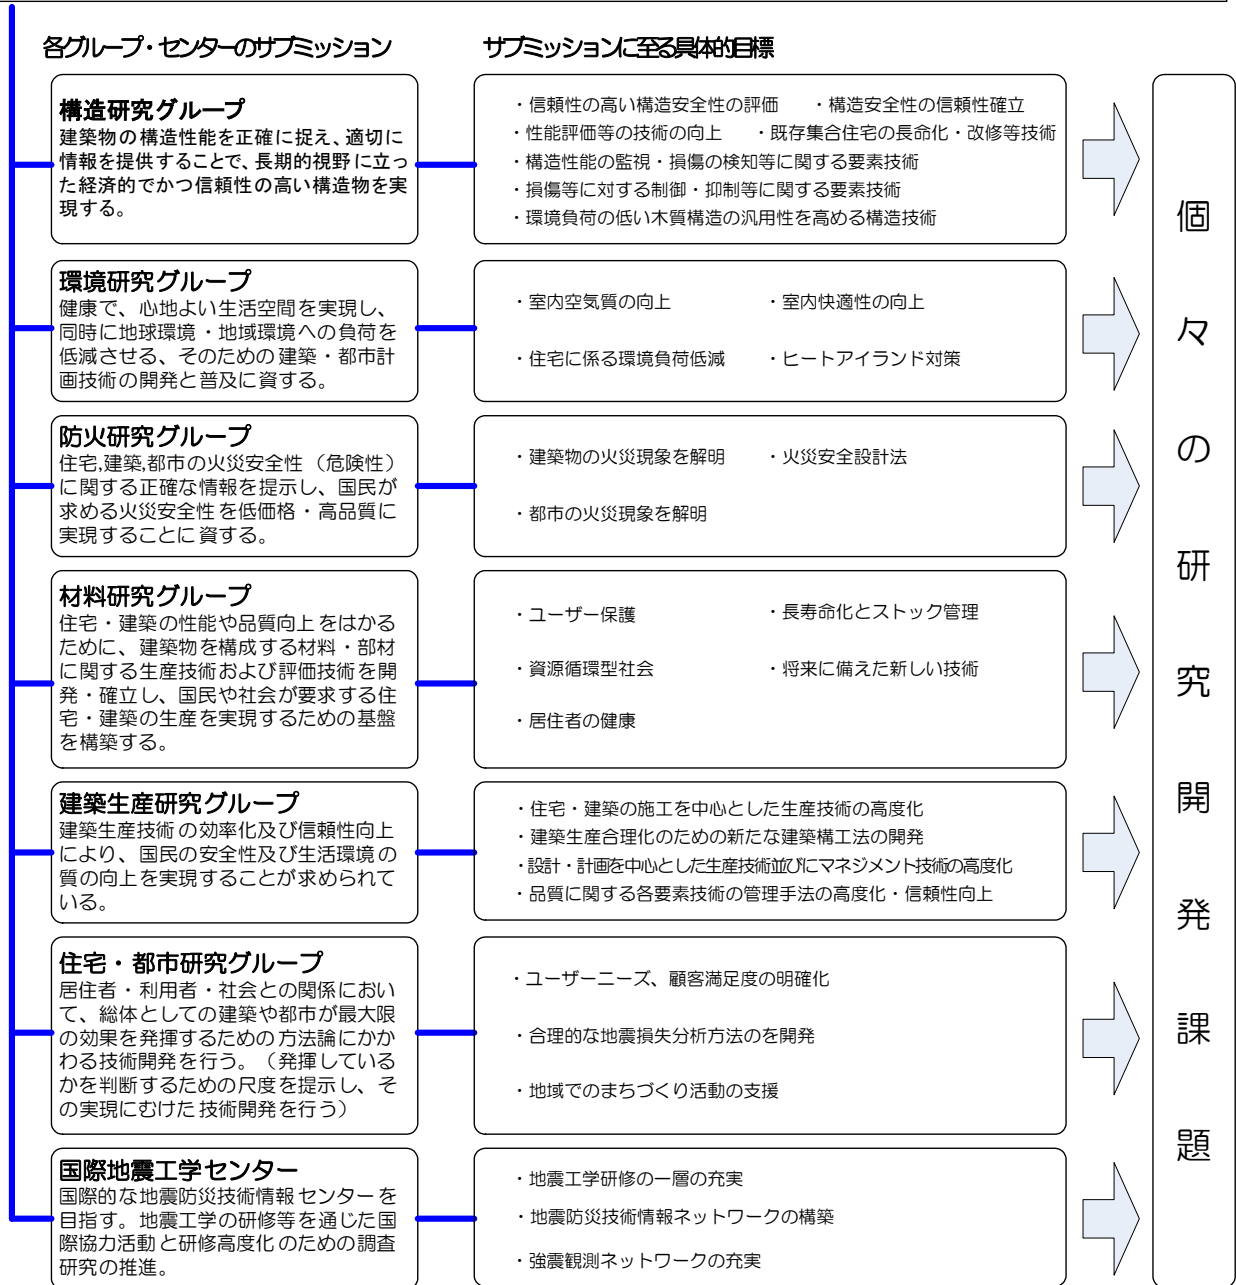 各グループ・センターのサブミッション
サブミッションに至る具体的目標
構造研究グループ
建築物の構造性能を正確に捉え、適切に
情報を提供することで、長期的視野に立っ
た経済的でかつ信頼性の高い構造物を実
現する。
・信頼性の高い構造安全性の評価　・構造安全性の信頼性確立
・性能評価等の技術の向上　・既存集合住宅の長命化・改修等技術
・構造性能の監視・損傷の検知等に関する要素技術
・損傷等に対する制御・抑制等に関する要素技術
・環境負荷の低い木質構造の汎用性を高める構造技術
環境研究グループ
健康で、心地よい生活空間を実現し、
同時に地球環境・地域環境への負荷を
低減させる、そのための建築・都市計
画技術の開発と普及に資する。
・室内空気質の向上　・室内快適性の向上
・住宅に係る環境負荷低減　・ヒートアイランド対策
防火研究グループ
住宅,建築,都市の火災安全性（危険性）
に関する正確な情報を提示し、国民が
求める火災安全性を低価格・高品質に
実現することに資する。
・建築物の火災現象を解明　・火災安全設計法
・都市の火災現象を解明
材料研究グループ
住宅・建築の性能や品質向上をはかる
ために、建築物を構成する材料・部材
に関する生産技術および評価技術を開
発・確立し、国民や社会が要求する住
宅・建築の生産を実現するための基盤
を構築する。
・ユーザー保護　・長寿命化とストック管理
・資源循環型社会　・将来に備えた新しい技術
・居住者の健康
建築生産研究グループ
建築生産技術の効率化及び信頼性向上
により、国民の安全性及び生活環境の
質の向上を実現することが求められて
いる。
・住宅・建築の施工を中心とした生産技術の高度化
・建築生産合理化のための新たな建築構工法の開発
・設計・計画を中心とした生産技術並びにマネジメント技術の高度化
・品質に関する各要素技術の管理手法の高度化・信頼性向上
住宅・都市研究グループ
居住者・利用者・社会との関係におい
て、総体としての建築や都市が最大限
の効果を発揮するための方法論にかか
わる技術開発を行う。（発揮している
かを判断するための尺度を提示し、そ
の実現にむけた技術開発を行う）
・ユーザーニーズ、顧客満足度の明確化
・合理的な地震損失分析方法のを開発
・地域でのまちづくり活動の支援
国際地震工学センター
国際的な地震防災技術情報センターを
目指す。地震工学の研修等を通じた国
際協力活動と研修高度化のための調査
研究の推進。
・地震工学研修の一層の充実
・地震防災技術情報ネットワークの構築
・強震観測ネットワークの充実
個々の研究開発課題